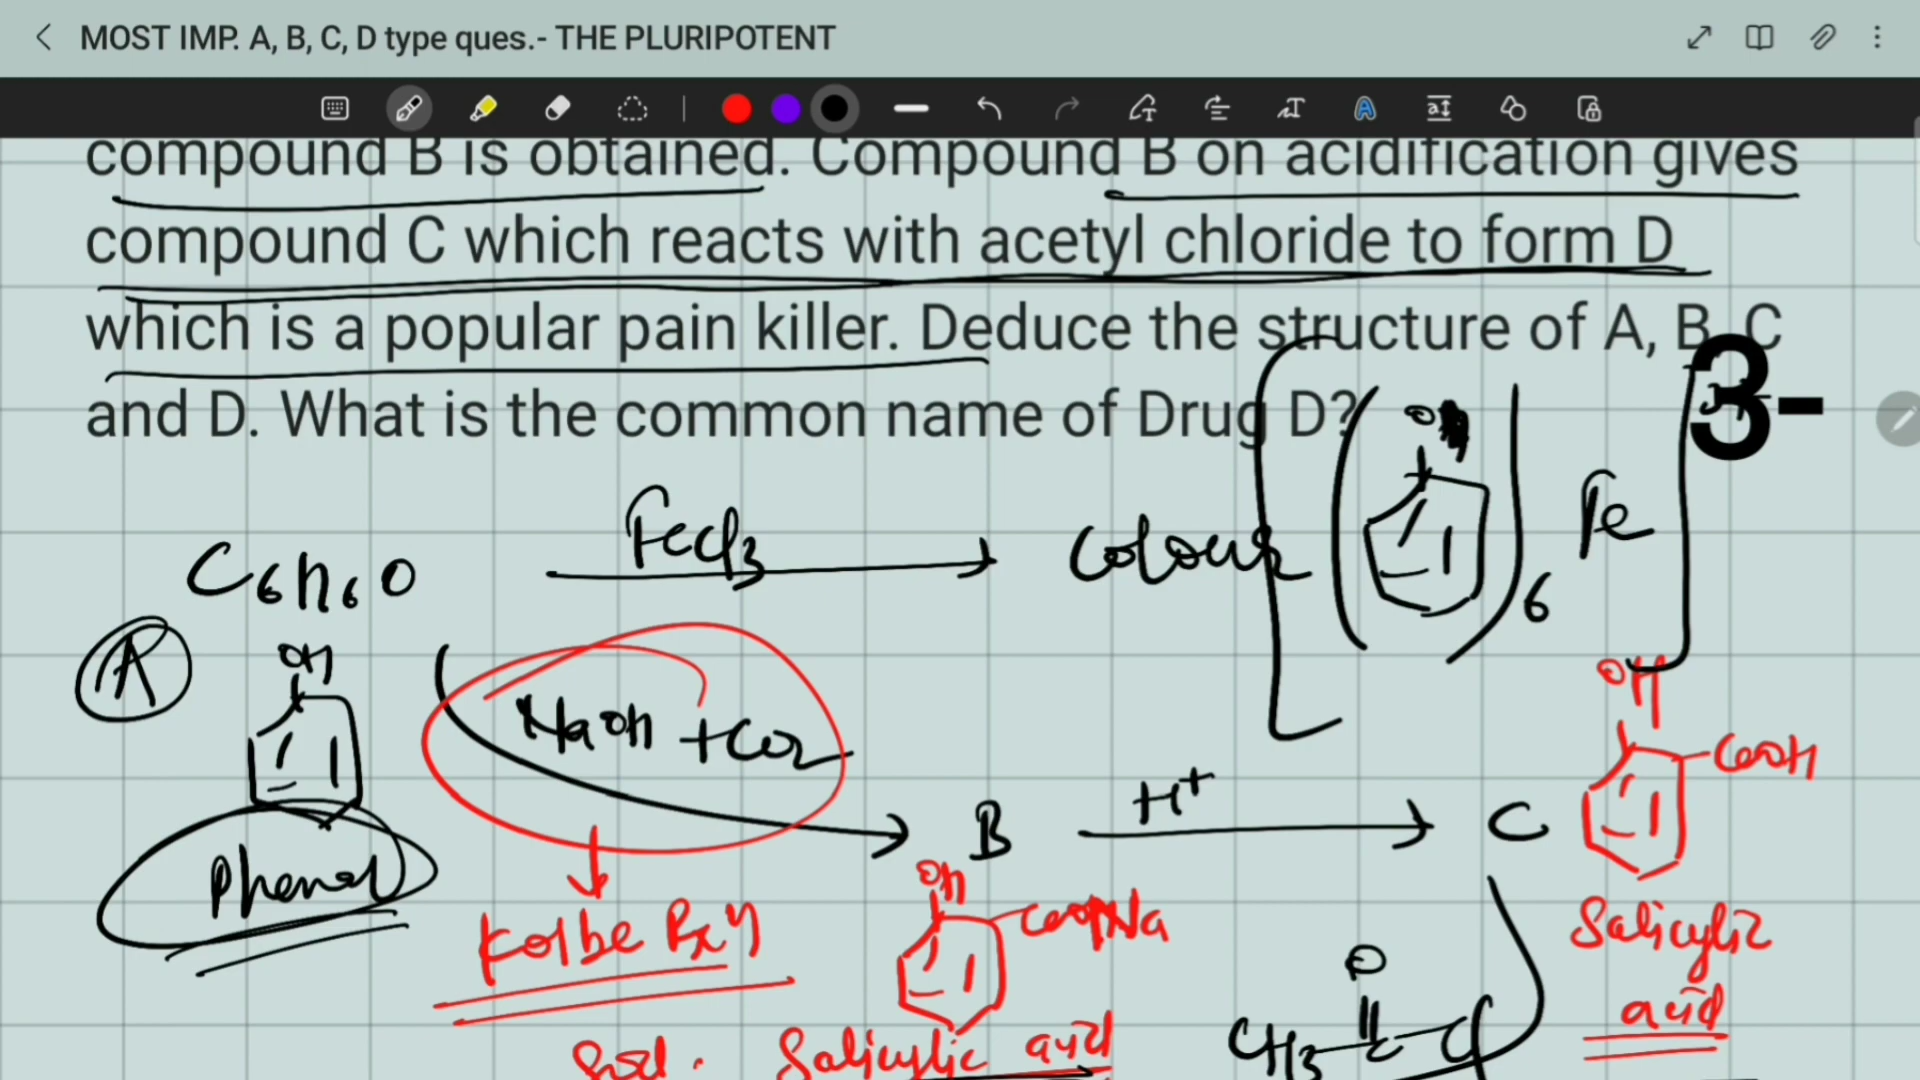 MOST IMP. A, B, C, D type ques.- THE PLURIPOTENT
compound B is obtained. Compound B on acidification gives
compound C which reacts with acetyl chloride to form D
which is a popular pain killer. Deduce the structure of A, B, C
and D. What is the common name of Drug D?
3-
OH
C6H6O
FeCl3
Colour
6
Fe
A
OH
NaOH + CO2
OH
COOH
H+
B
C
Phenol
OH
COONa
Kolbe Rxn
Salicylic
acid
O
CH3 C Cl
Sod. Salicylic acid